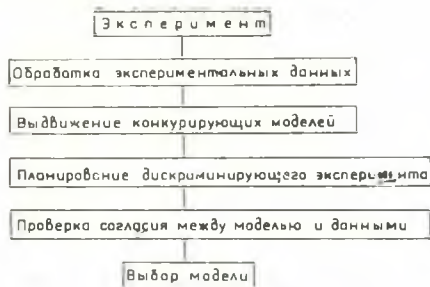 Эксперимент
Обработка экспериментальных данных
Выдвижение конкурирующих моделей
Планирование дискриминирующего эксперимента
Проверка согласия между моделью и данными
Выбор модели